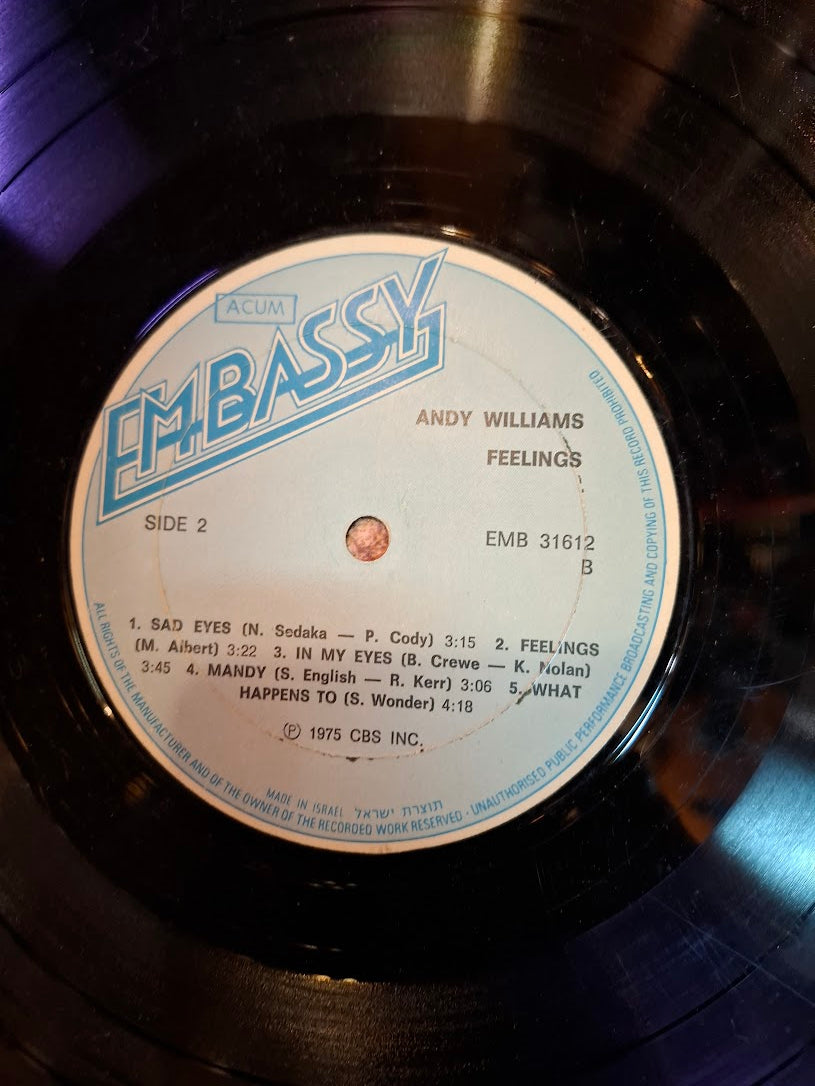 ACUM
EMBASSY
ANDY WILLIAMS
FEELINGS
SIDE 2
EMB 31612
B
1. SAD EYES (N. Sedaka — P. Cody) 3:15 2. FEELINGS
(M. Albert) 3:22 3. IN MY EYES (B. Crewe — K. Nolan)
3:45 4. MANDY (S. English — R. Kerr) 3:06 5. WHAT
HAPPENS TO (S. Wonder) 4:18
℗ 1975 CBS INC.
MADE IN ISRAEL תוצרת ישראל
ALL RIGHTS OF THE MANUFACTURER AND OF THE OWNER OF THE RECORDED WORK RESERVED · UNAUTHORISED PUBLIC PERFORMANCE BROADCASTING AND COPYING OF THIS RECORD PROHIBITED